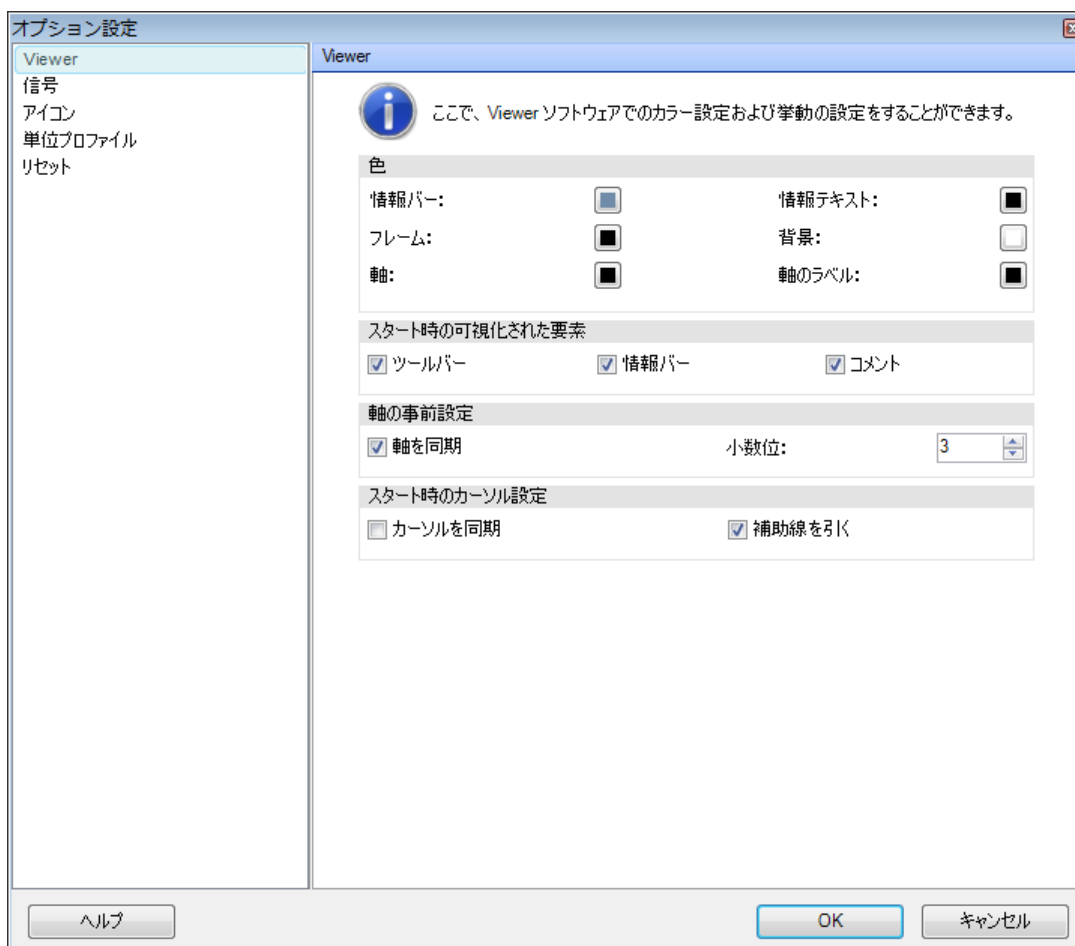 オプション設定
Viewer
信号
アイコン
単位プロファイル
リセット
Viewer
ここで、Viewer ソフトウェアでのカラー設定および挙動の設定をすることができます。
色
情報バー: 情報テキスト:
フレーム: 背景:
軸: 軸のラベル:
スタート時の可視化された要素
ツールバー 情報バー コメント
軸の事前設定
軸を同期 小数位: 3
スタート時のカーソル設定
カーソルを同期 補助線を引く
ヘルプ OK キャンセル